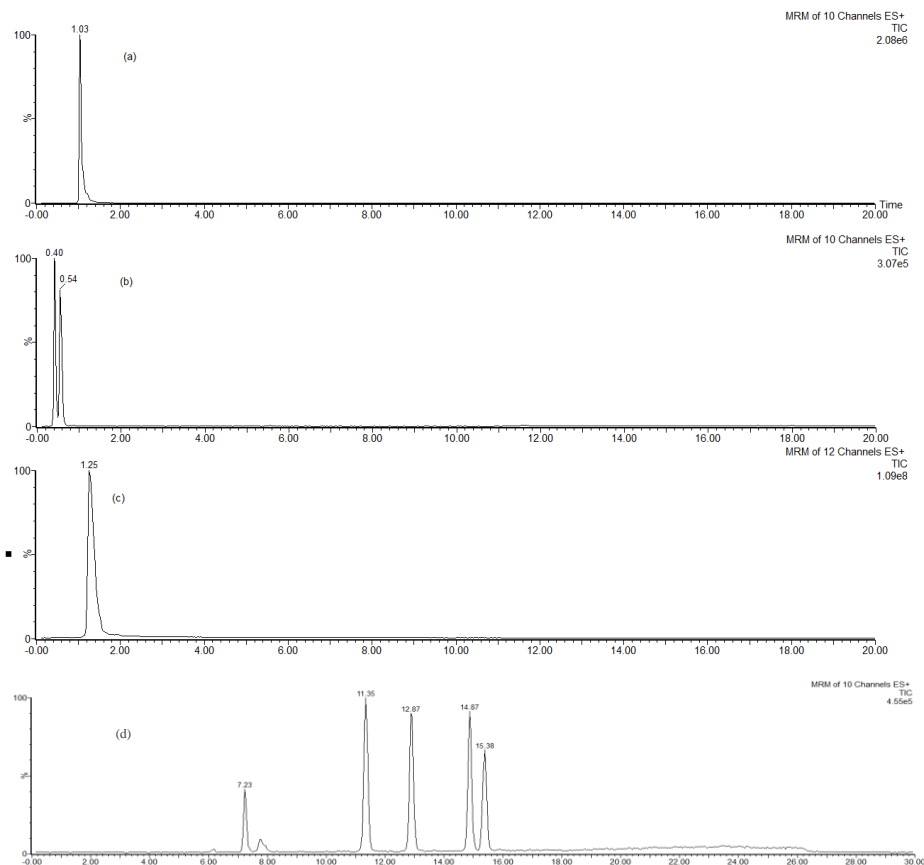 MRM of 10 Channels ES+
TIC
2.08e6
1.03
(a)
100
%
0
-0.00 2.00 4.00 6.00 8.00 10.00 12.00 14.00 16.00 18.00 20.00
Time
MRM of 10 Channels ES+
TIC
3.07e5
0.40
0.54
(b)
100
%
0
-0.00 2.00 4.00 6.00 8.00 10.00 12.00 14.00 16.00 18.00 20.00
MRM of 12 Channels ES+
TIC
1.09e8
1.25
(c)
100
%
0
-0.00 2.00 4.00 6.00 8.00 10.00 12.00 14.00 16.00 18.00 20.00
MRM of 10 Channels ES+
TIC
4.55e5
11.35
12.87
14.87
15.38
7.23
(d)
100
%
0
-0.00 2.00 4.00 6.00 8.00 10.00 12.00 14.00 16.00 18.00 20.00 22.00 24.00 26.00 28.00